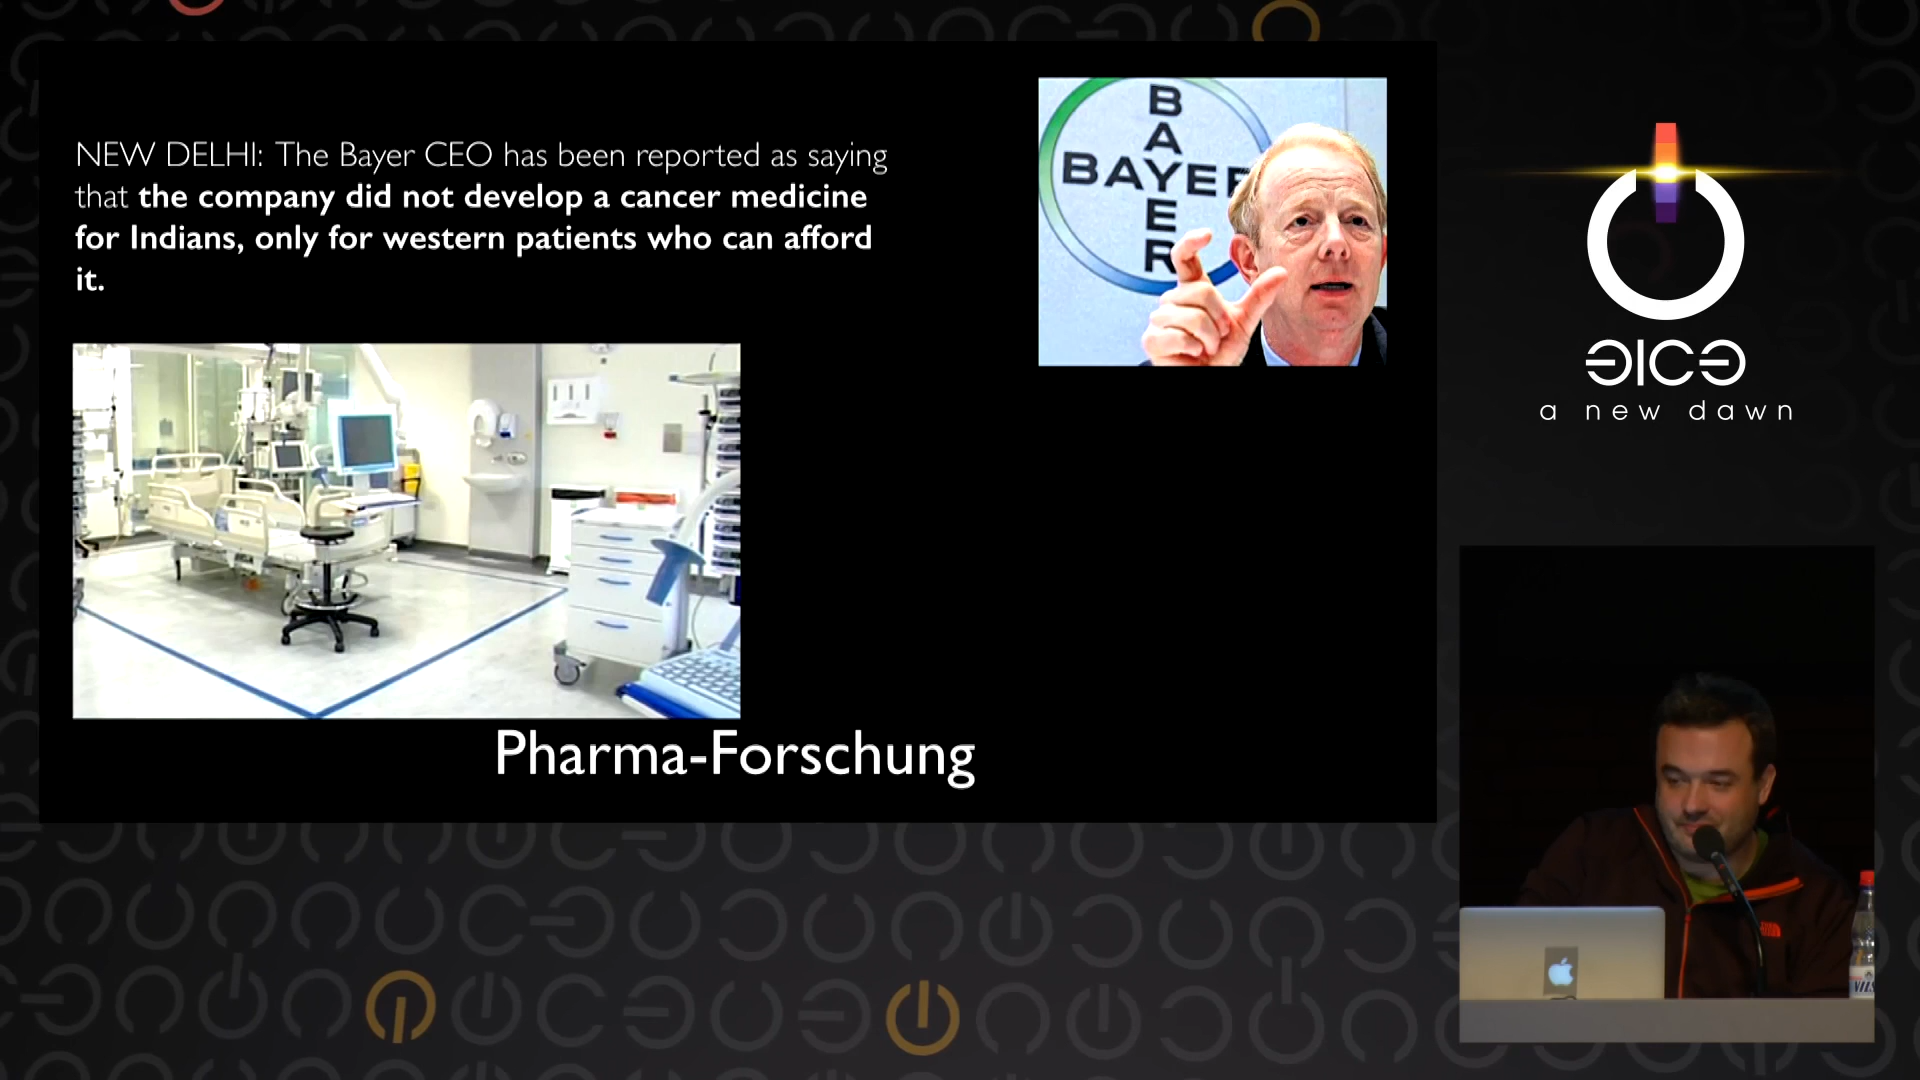 NEW DELHI: The Bayer CEO has been reported as saying
that the company did not develop a cancer medicine
for Indians, only for western patients who can afford
it.
BAYER
BAYER
Pharma-Forschung
a new dawn